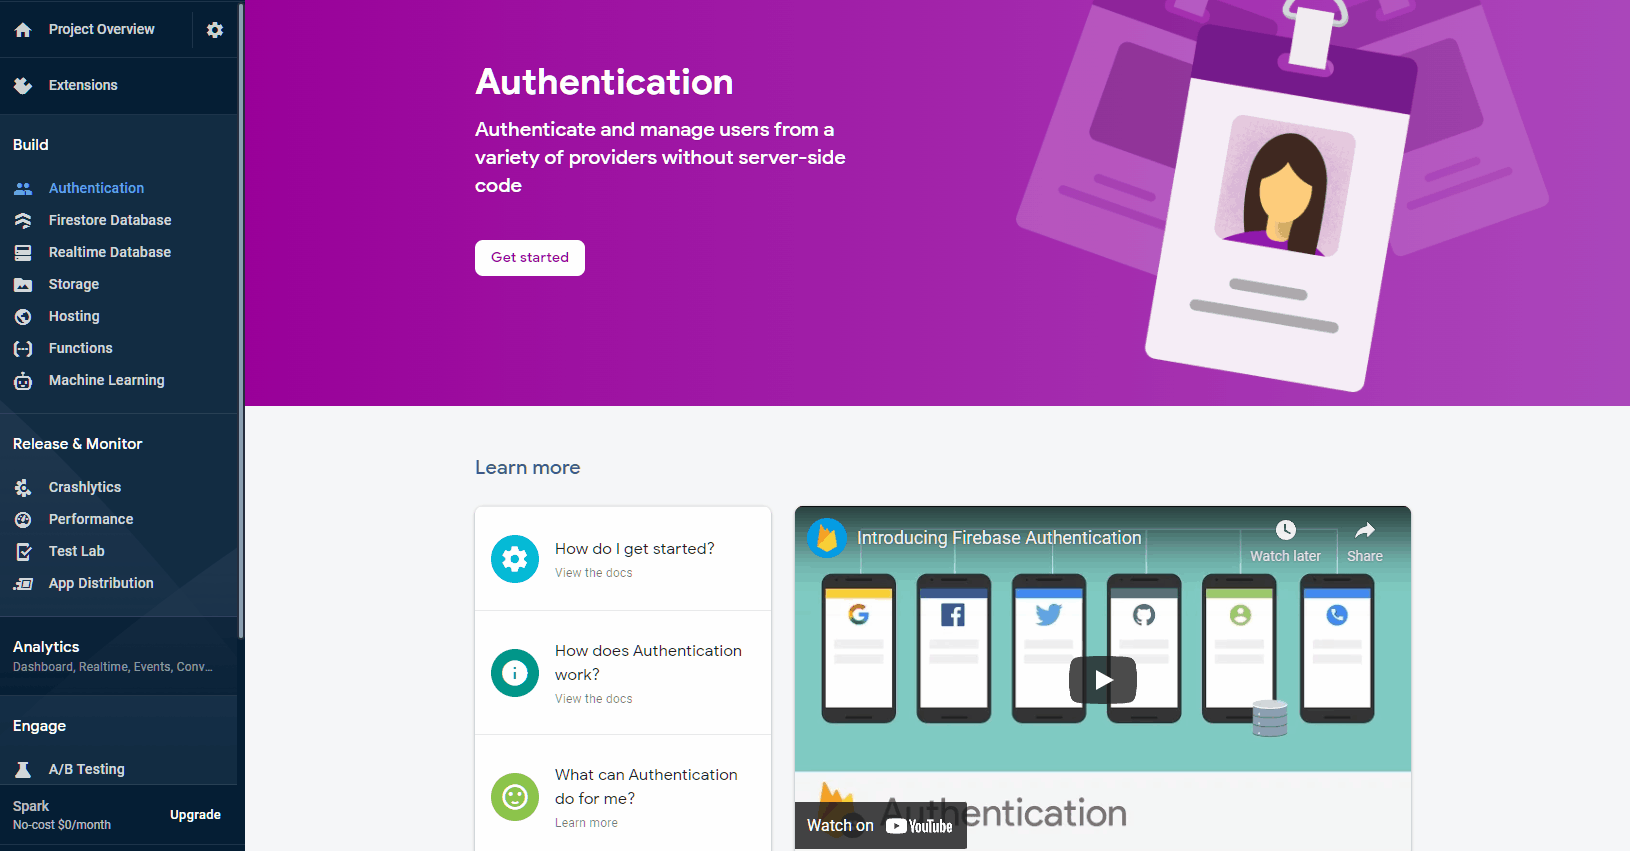 Project Overview
Extensions
Build
Authentication
Firestore Database
Realtime Database
Storage
Hosting
Functions
Machine Learning
Release & Monitor
Crashlytics
Performance
Test Lab
App Distribution
Analytics
Dashboard, Realtime, Events, Conv...
Engage
A/B Testing
Spark
No-cost $0/month
Upgrade
Authentication
Authenticate and manage users from a
variety of providers without server-side
code
Get started
Learn more
How do I get started?
View the docs
How does Authentication
work?
View the docs
What can Authentication
do for me?
Learn more
Introducing Firebase Authentication
Watch later
Share
Authentication
Watch on YouTube